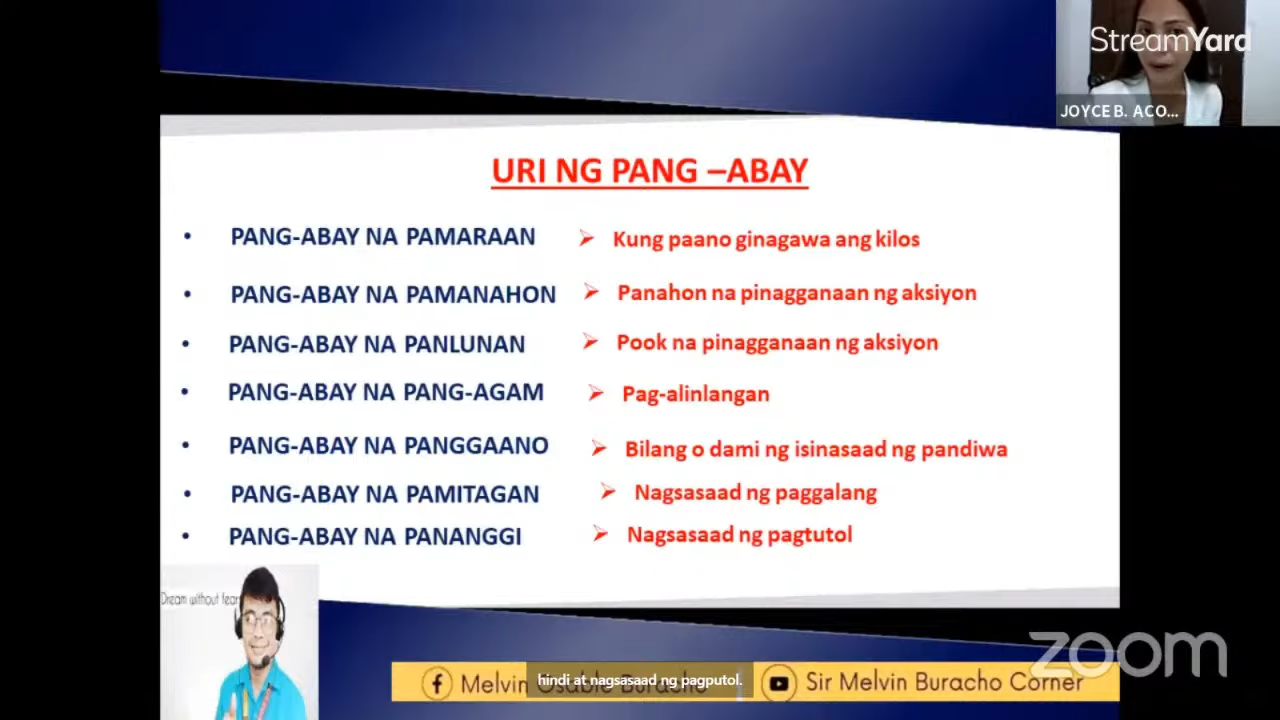 StreamYard
JOYCE B. ACO...
URI NG PANG –ABAY
• PANG-ABAY NA PAMARAAN ➢ Kung paano ginagawa ang kilos
• PANG-ABAY NA PAMANAHON ➢ Panahon na pinagganaan ng aksiyon
• PANG-ABAY NA PANLUNAN ➢ Pook na pinagganaan ng aksiyon
• PANG-ABAY NA PANG-AGAM ➢ Pag-alinlangan
• PANG-ABAY NA PANGGAANO ➢ Bilang o dami ng isinasaad ng pandiwa
• PANG-ABAY NA PAMITAGAN ➢ Nagsasaad ng paggalang
• PANG-ABAY NA PANANGGI ➢ Nagsasaad ng pagtutol
Dream without fear
zoom
Melvin Osabio Buracho
hindi at nagsasaad ng pagputol.
Sir Melvin Buracho Corner